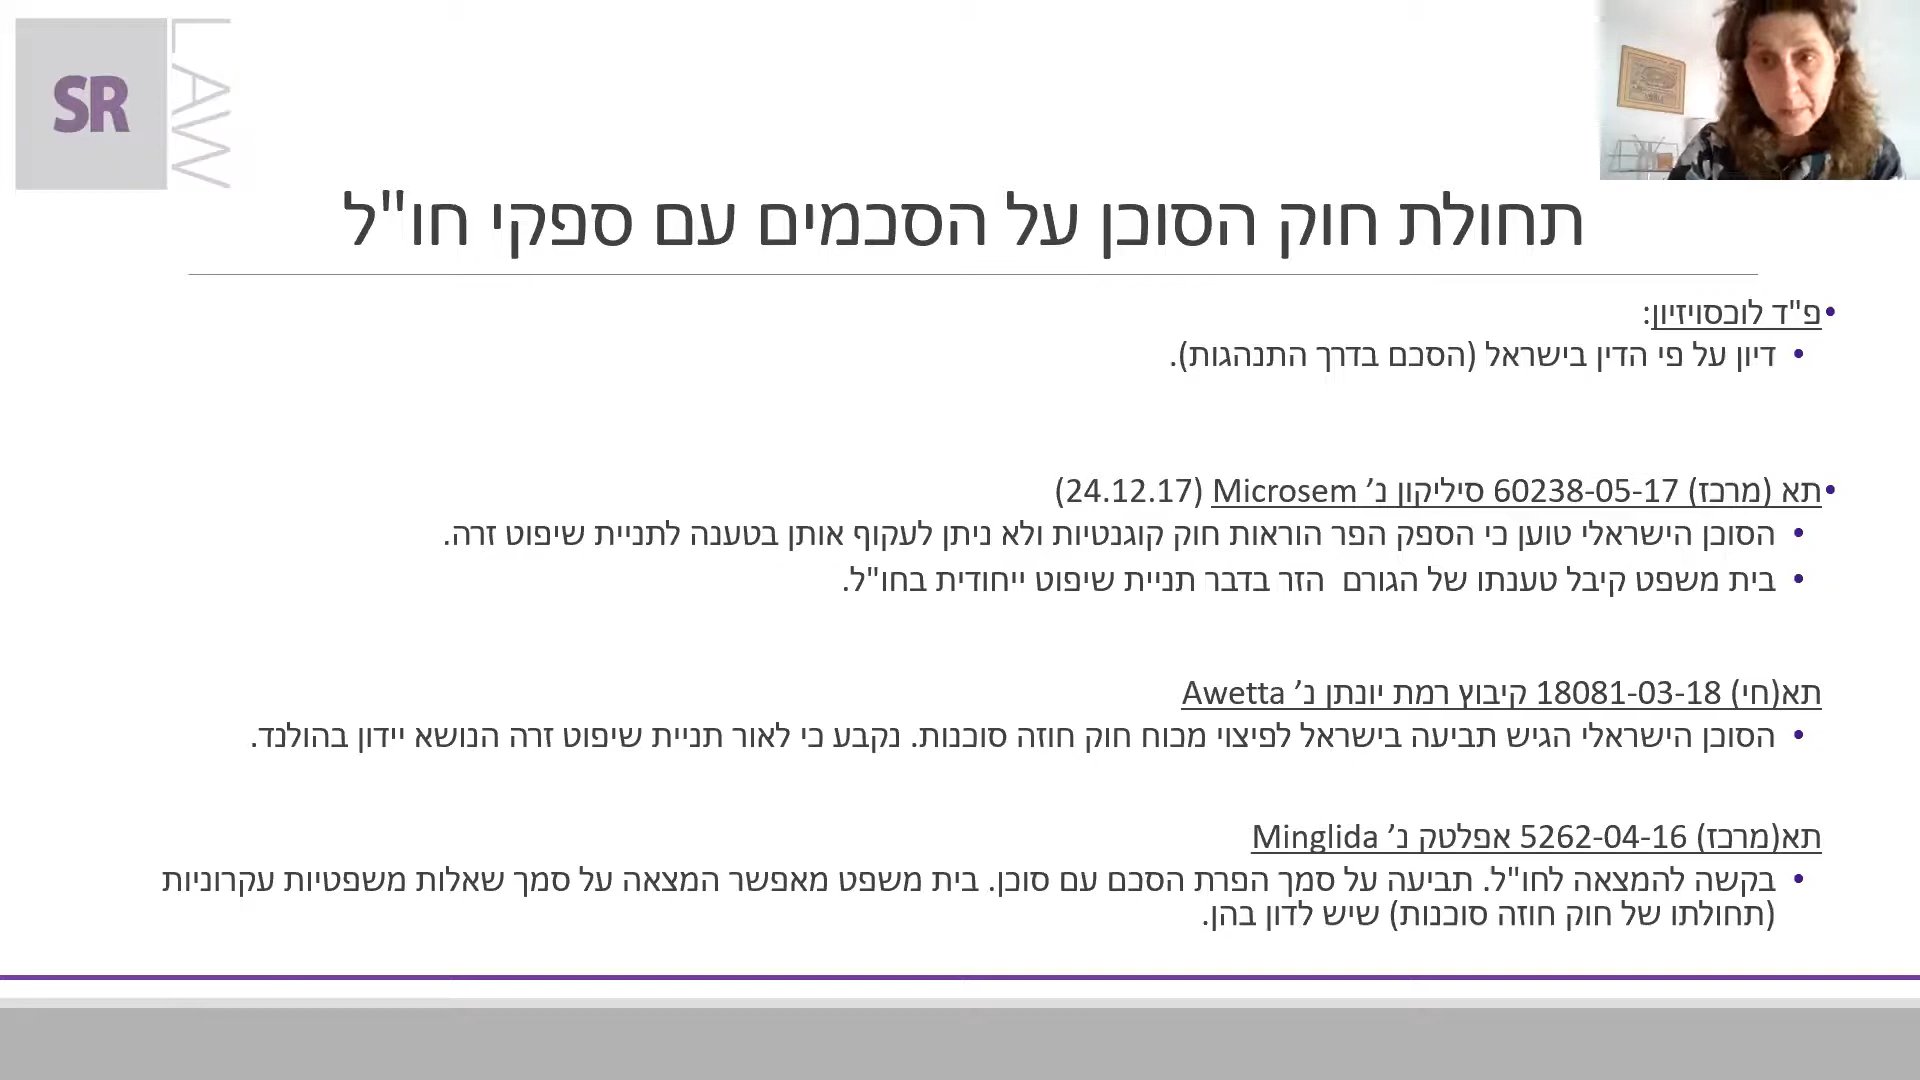 SR
LAW
תחולת חוק הסוכן על הסכמים עם ספקי חו"ל
•פ"ד לוכסויזיון:
• דיון על פי הדין בישראל (הסכם בדרך התנהגות).
•תא (מרכז) 60238-05-17 סיליקון נ’ Microsem (24.12.17)
• הסוכן הישראלי טוען כי הספק הפר הוראות חוק קוגנטיות ולא ניתן לעקוף אותן בטענה לתניית שיפוט זרה.
• בית משפט קיבל טענתו של הגורם הזר בדבר תניית שיפוט ייחודית בחו"ל.
תא(חי) 18081-03-18 קיבוץ רמת יונתן נ’ Awetta
• הסוכן הישראלי הגיש תביעה בישראל לפיצוי מכוח חוק חוזה סוכנות. נקבע כי לאור תניית שיפוט זרה הנושא יידון בהולנד.
תא(מרכז) 5262-04-16 אפלטק נ’ Minglida
• בקשה להמצאה לחו"ל. תביעה על סמך הפרת הסכם עם סוכן. בית משפט מאפשר המצאה על סמך שאלות משפטיות עקרוניות
(תחולתו של חוק חוזה סוכנות) שיש לדון בהן.